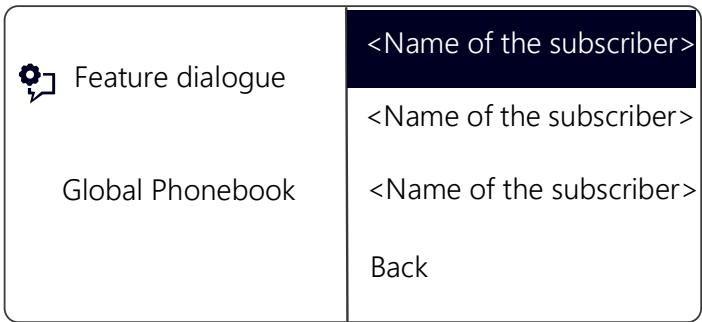 Feature dialogue
Global Phonebook
<Name of the subscriber>
<Name of the subscriber>
<Name of the subscriber>
Back